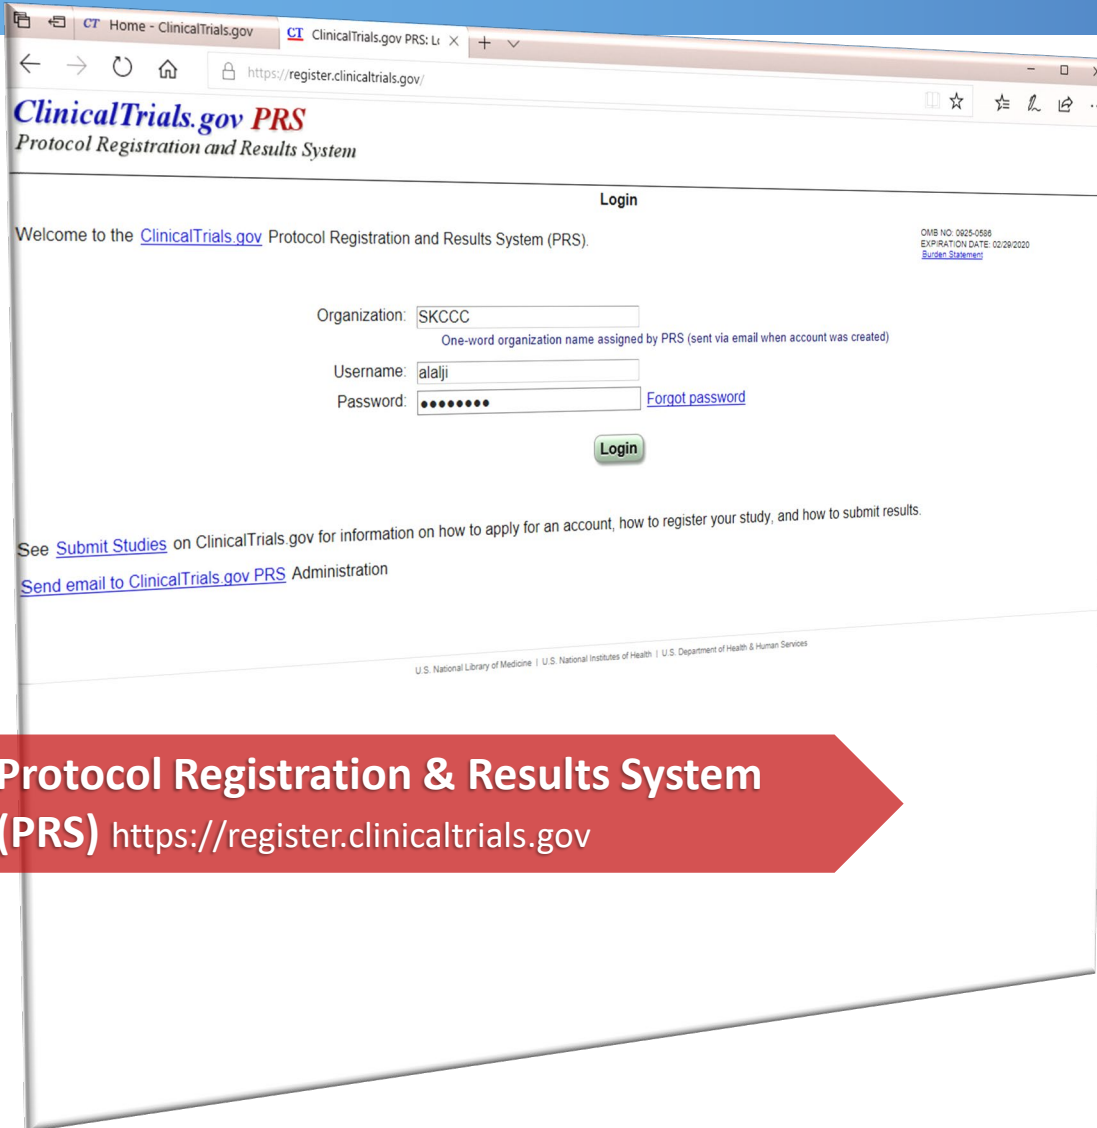 CT Home - ClinicalTrials.gov
CT ClinicalTrials.gov PRS: Lo
https://register.clinicaltrials.gov/
ClinicalTrials.gov PRS
Protocol Registration and Results System
Login
Welcome to the ClinicalTrials.gov Protocol Registration and Results System (PRS).
OMB NO: 0925-0586
EXPIRATION DATE: 02/29/2020
Burden Statement
Organization: SKCCC
One-word organization name assigned by PRS (sent via email when account was created)
Username: alalji
Password: ●●●●●●●● Forgot password
Login
See Submit Studies on ClinicalTrials.gov for information on how to apply for an account, how to register your study, and how to submit results.
Send email to ClinicalTrials.gov PRS Administration
U.S. National Library of Medicine | U.S. National Institutes of Health | U.S. Department of Health & Human Services
Protocol Registration & Results System
(PRS) https://register.clinicaltrials.gov